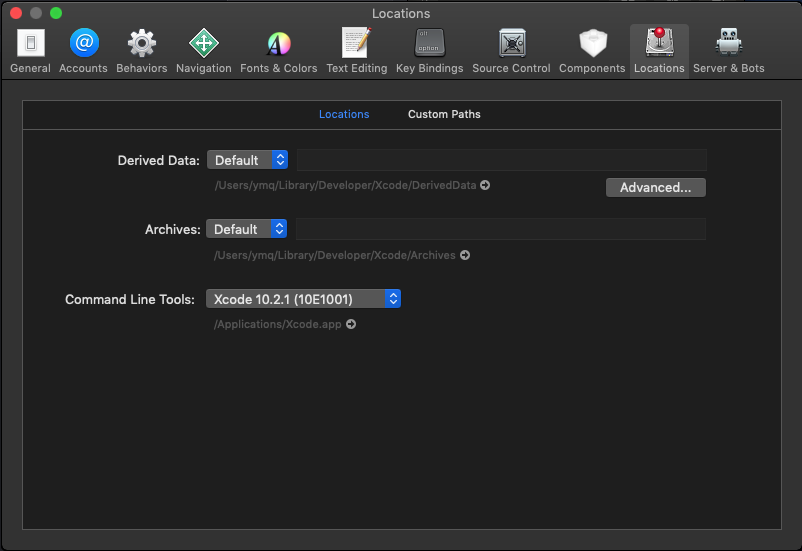 Locations
alt
option
General Accounts Behaviors Navigation Fonts & Colors Text Editing Key Bindings Source Control Components Locations Server & Bots
Locations Custom Paths
Derived Data: Default
/Users/ymq/Library/Developer/Xcode/DerivedData
Advanced...
Archives: Default
/Users/ymq/Library/Developer/Xcode/Archives
Command Line Tools: Xcode 10.2.1 (10E1001)
/Applications/Xcode.app